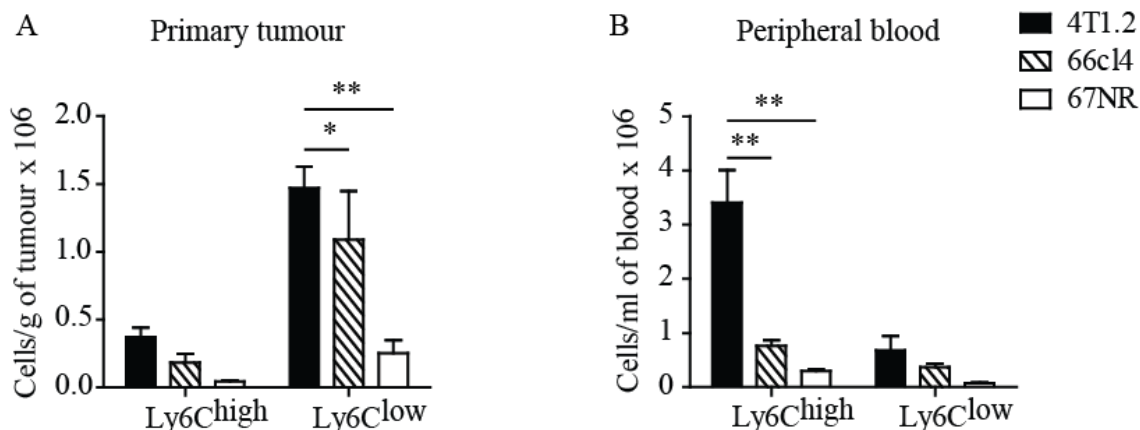 A Primary tumour
Cells/g of tumour x 106
2.0
1.5
1.0
0.5
0.0
**
*
Ly6Chigh Ly6Clow
B Peripheral blood
Cells/ml of blood x 106
5
4
3
2
1
0
**
**
Ly6Chigh Ly6Clow
4T1.2
66cl4
67NR